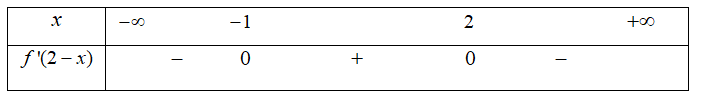 x −∞ −1 2 +∞
f '(2 − x) − 0 + 0 −